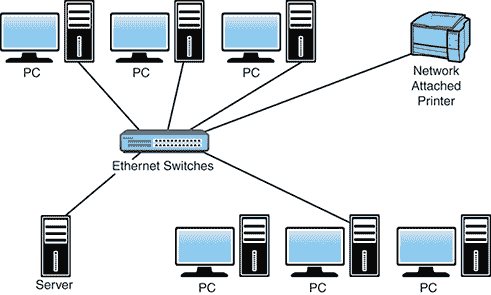 PC
PC
PC
Network
Attached
Printer
Ethernet Switches
Server
PC
PC
PC